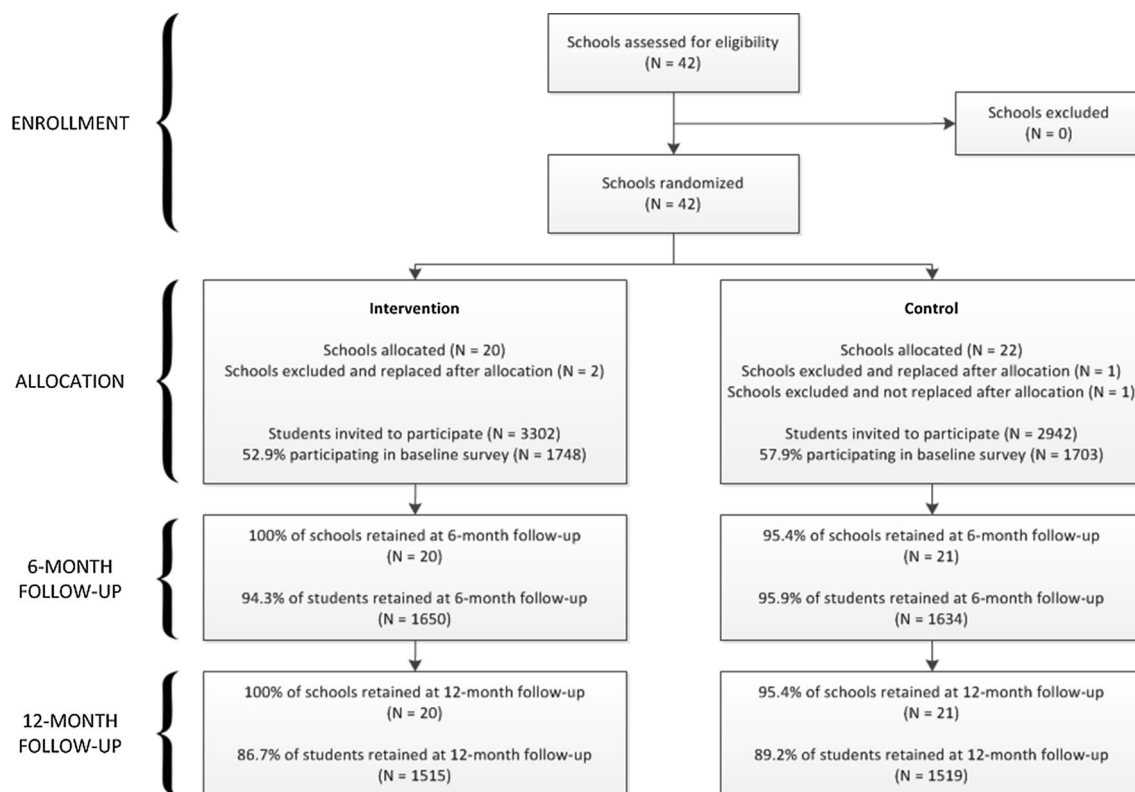 ENROLLMENT
Schools assessed for eligibility
(N = 42)
Schools excluded
(N = 0)
Schools randomized
(N = 42)
ALLOCATION
Intervention
Schools allocated (N = 20)
Schools excluded and replaced after allocation (N = 2)
Students invited to participate (N = 3302)
52.9% participating in baseline survey (N = 1748)
Control
Schools allocated (N = 22)
Schools excluded and replaced after allocation (N = 1)
Schools excluded and not replaced after allocation (N = 1)
Students invited to participate (N = 2942)
57.9% participating in baseline survey (N = 1703)
6-MONTH
FOLLOW-UP
100% of schools retained at 6-month follow-up
(N = 20)
94.3% of students retained at 6-month follow-up
(N = 1650)
95.4% of schools retained at 6-month follow-up
(N = 21)
95.9% of students retained at 6-month follow-up
(N = 1634)
12-MONTH
FOLLOW-UP
100% of schools retained at 12-month follow-up
(N = 20)
86.7% of students retained at 12-month follow-up
(N = 1515)
95.4% of schools retained at 12-month follow-up
(N = 21)
89.2% of students retained at 12-month follow-up
(N = 1519)